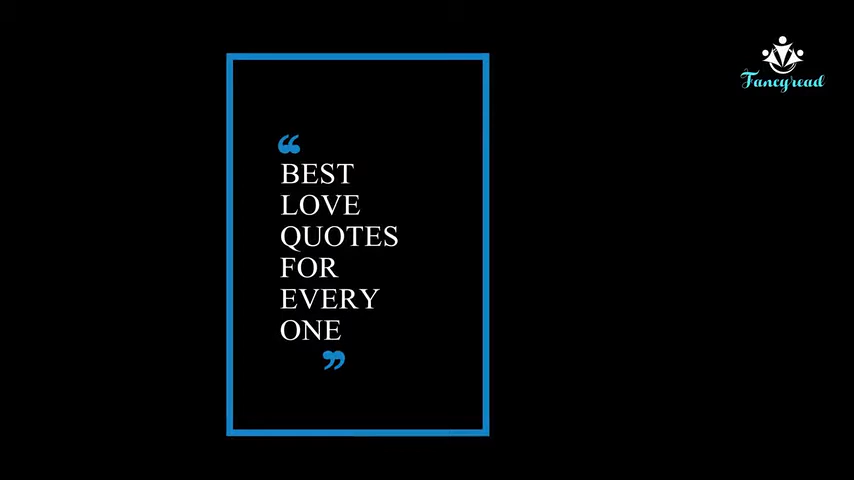 Fancyread
“
BEST
LOVE
QUOTES
FOR
EVERY
ONE
”